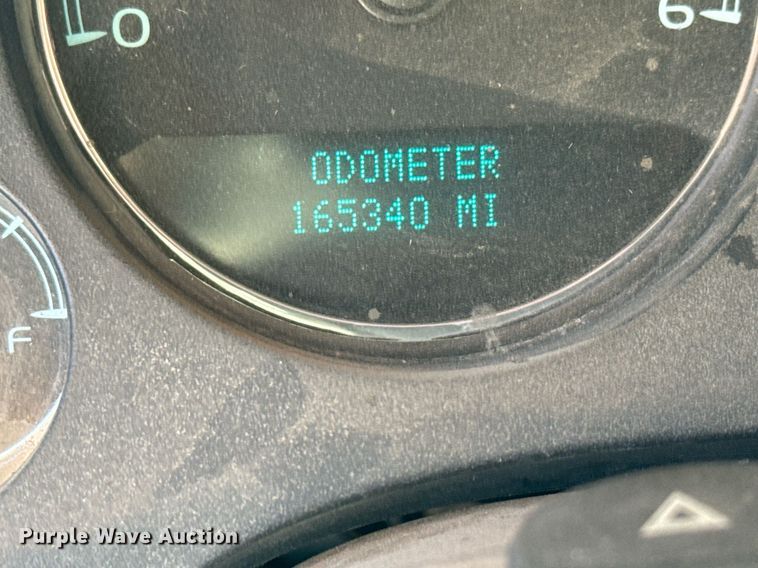 0
6
ODOMETER
165340 MI
F
Purple Wave Auction